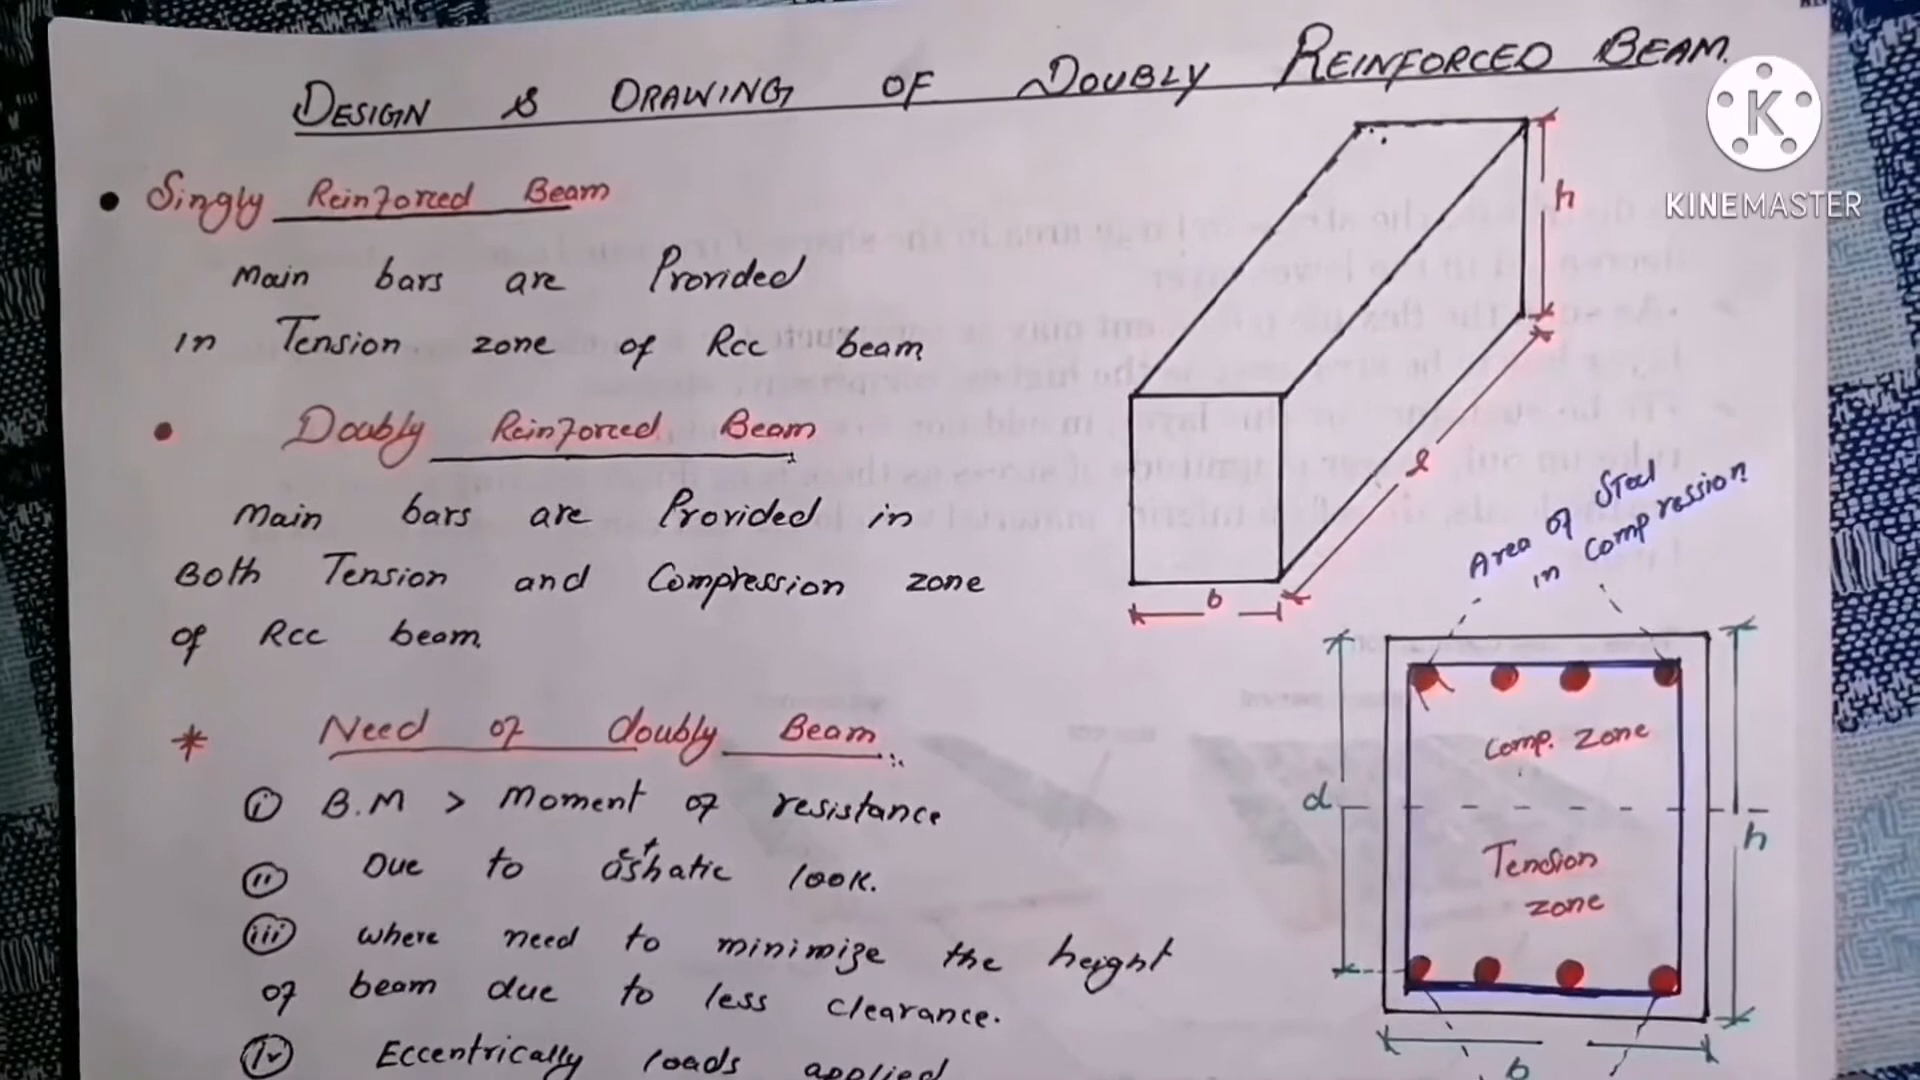 DESIGN & DRAWING OF DOUBLY REINFORCED BEAM.
K
KINEMASTER
• Singly Reinforced Beam
Main bars are Provided
in Tension zone of Rcc beam
• Doubly Reinforced Beam
Main bars are Provided in
Both Tension and Compression zone
of Rcc beam.
* Need of doubly Beam
(i) B.M > Moment of resistance
(ii) Due to look.
(iii) where need to minimize the height
of beam due to less clearance.
(iv) Eccentrically loads applied
h
l
b
Area of Steel
in Compression
Comp. zone
d
h
Tension
zone
b